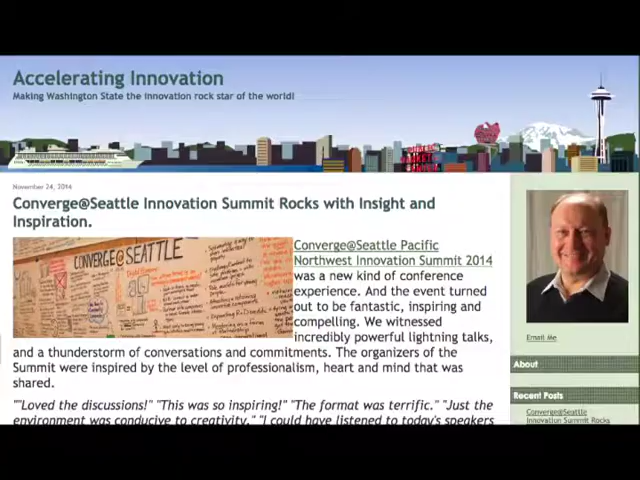 Accelerating Innovation
Making Washington State the innovation rock star of the world!
November 24, 2014
Converge@Seattle Innovation Summit Rocks with Insight and
Inspiration.
CONVERGE@SEATTLE
Converge@Seattle Pacific
Northwest Innovation Summit 2014
was a new kind of conference
experience. And the event turned
out to be fantastic, inspiring and
compelling. We witnessed
incredibly powerful lightning talks,
and a thunderstorm of conversations and commitments. The organizers of the
Summit were inspired by the level of professionalism, heart and mind that was
shared.
""Loved the discussions!" "This was so inspiring!" "The format was terrific." "Just the
environment was conducive to creativity." "I could have listened to today's speakers
Email Me
About
Recent Posts
Converge@Seattle
Innovation Summit Rocks